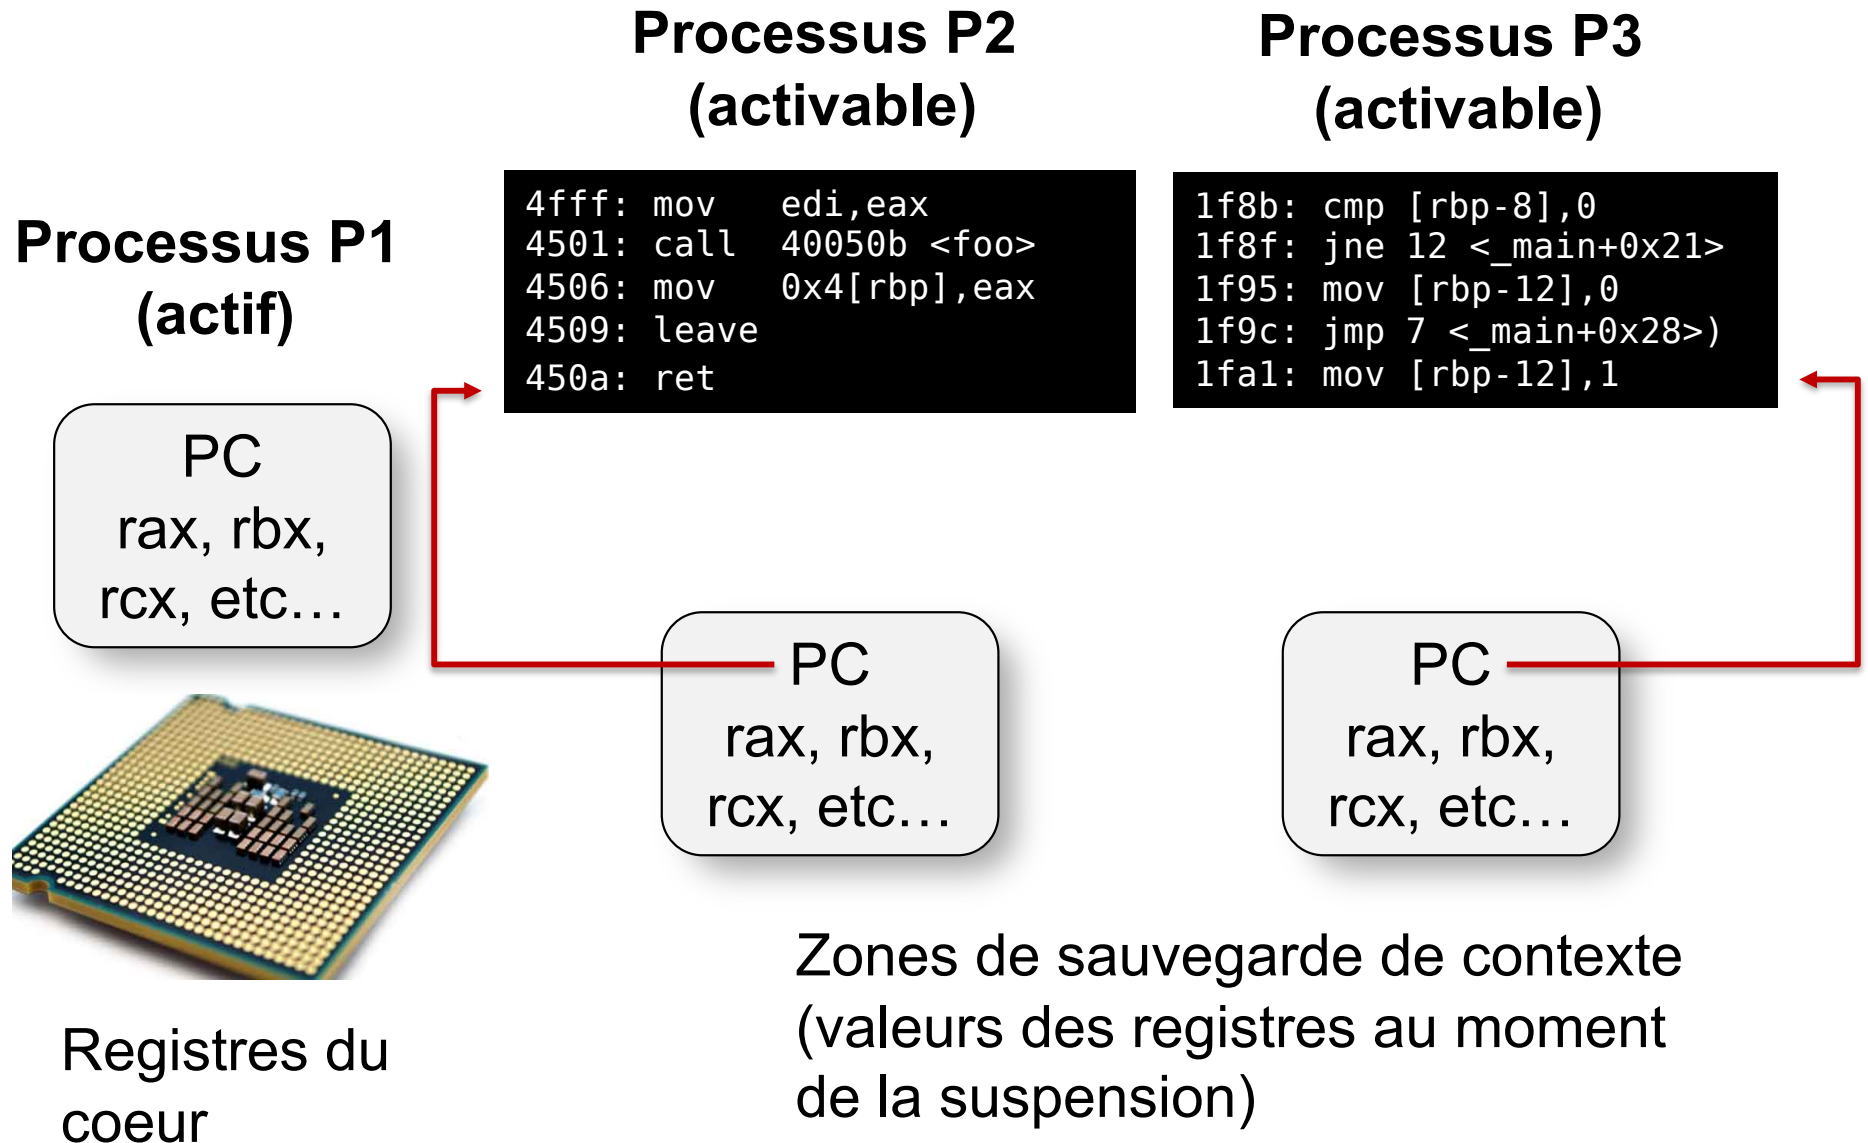 Processus P1
(actif)
PC
rax, rbx,
rcx, etc…
Registres du
coeur
Processus P2
(activable)
4fff: mov   edi,eax
4501: call  40050b <foo>
4506: mov   0x4[rbp],eax
4509: leave
450a: ret
PC
rax, rbx,
rcx, etc…
Processus P3
(activable)
1f8b: cmp [rbp-8],0
1f8f: jne 12 <_main+0x21>
1f95: mov [rbp-12],0
1f9c: jmp 7 <_main+0x28>)
1fa1: mov [rbp-12],1
PC
rax, rbx,
rcx, etc…
Zones de sauvegarde de contexte
(valeurs des registres au moment
de la suspension)